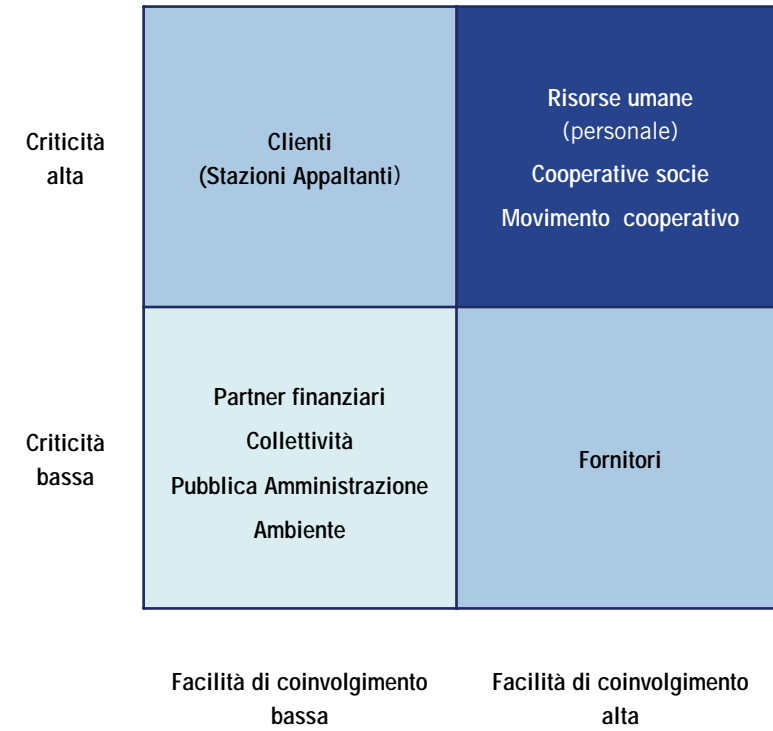 Criticità
alta
Clienti
(Stazioni Appaltanti)
Risorse umane
(personale)
Cooperative socie
Movimento cooperativo
Criticità
bassa
Partner finanziari
Collettività
Pubblica Amministrazione
Ambiente
Fornitori
Facilità di coinvolgimento
bassa
Facilità di coinvolgimento
alta